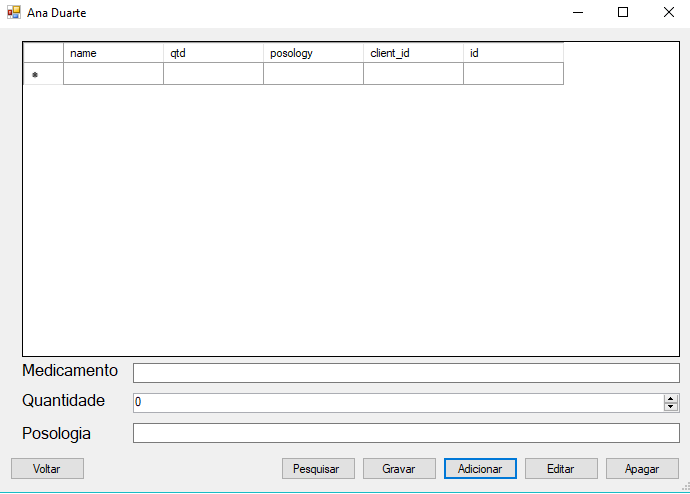 Ana Duarte
name qtd posology client_id id
*
Medicamento
Quantidade 0
Posologia
Voltar Pesquisar Gravar Adicionar Editar Apagar